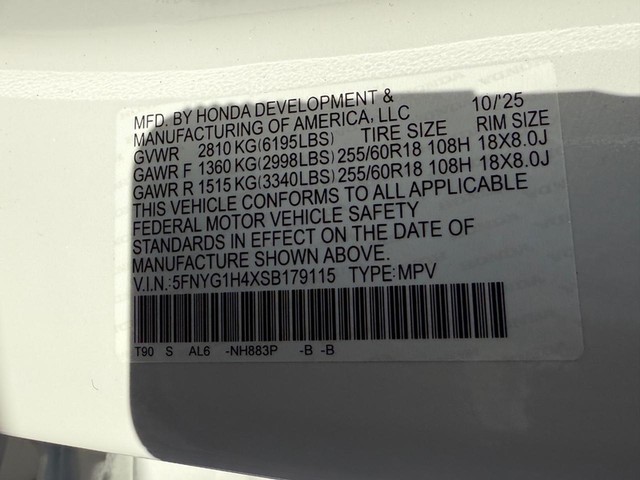 MFD. BY HONDA DEVELOPMENT & 10/'25
MANUFACTURING OF AMERICA, LLC
GVWR 2810 KG(6195LBS) TIRE SIZE RIM SIZE
GAWR F 1360 KG(2998LBS) 255/60R18 108H 18X8.0J
GAWR R 1515 KG(3340LBS) 255/60R18 108H 18X8.0J
THIS VEHICLE CONFORMS TO ALL APPLICABLE
FEDERAL MOTOR VEHICLE SAFETY
STANDARDS IN EFFECT ON THE DATE OF
MANUFACTURE SHOWN ABOVE.
V.I.N.:5FNYG1H4XSB179115 TYPE:MPV
T90 S AL6 -NH883P -B -B